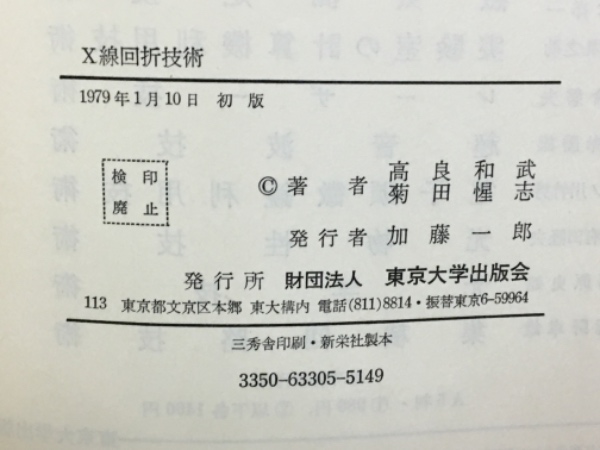 X線回折技術
1979年1月10日 初版
検印
廃止
©著者 高良和武
菊田惺志
発行者 加藤一郎
発行所 財団法人 東京大学出版会
113 東京都文京区本郷 東大構内 電話(811)8814・振替東京6-59964
三秀舎印刷・新栄社製本
3350-63305-5149